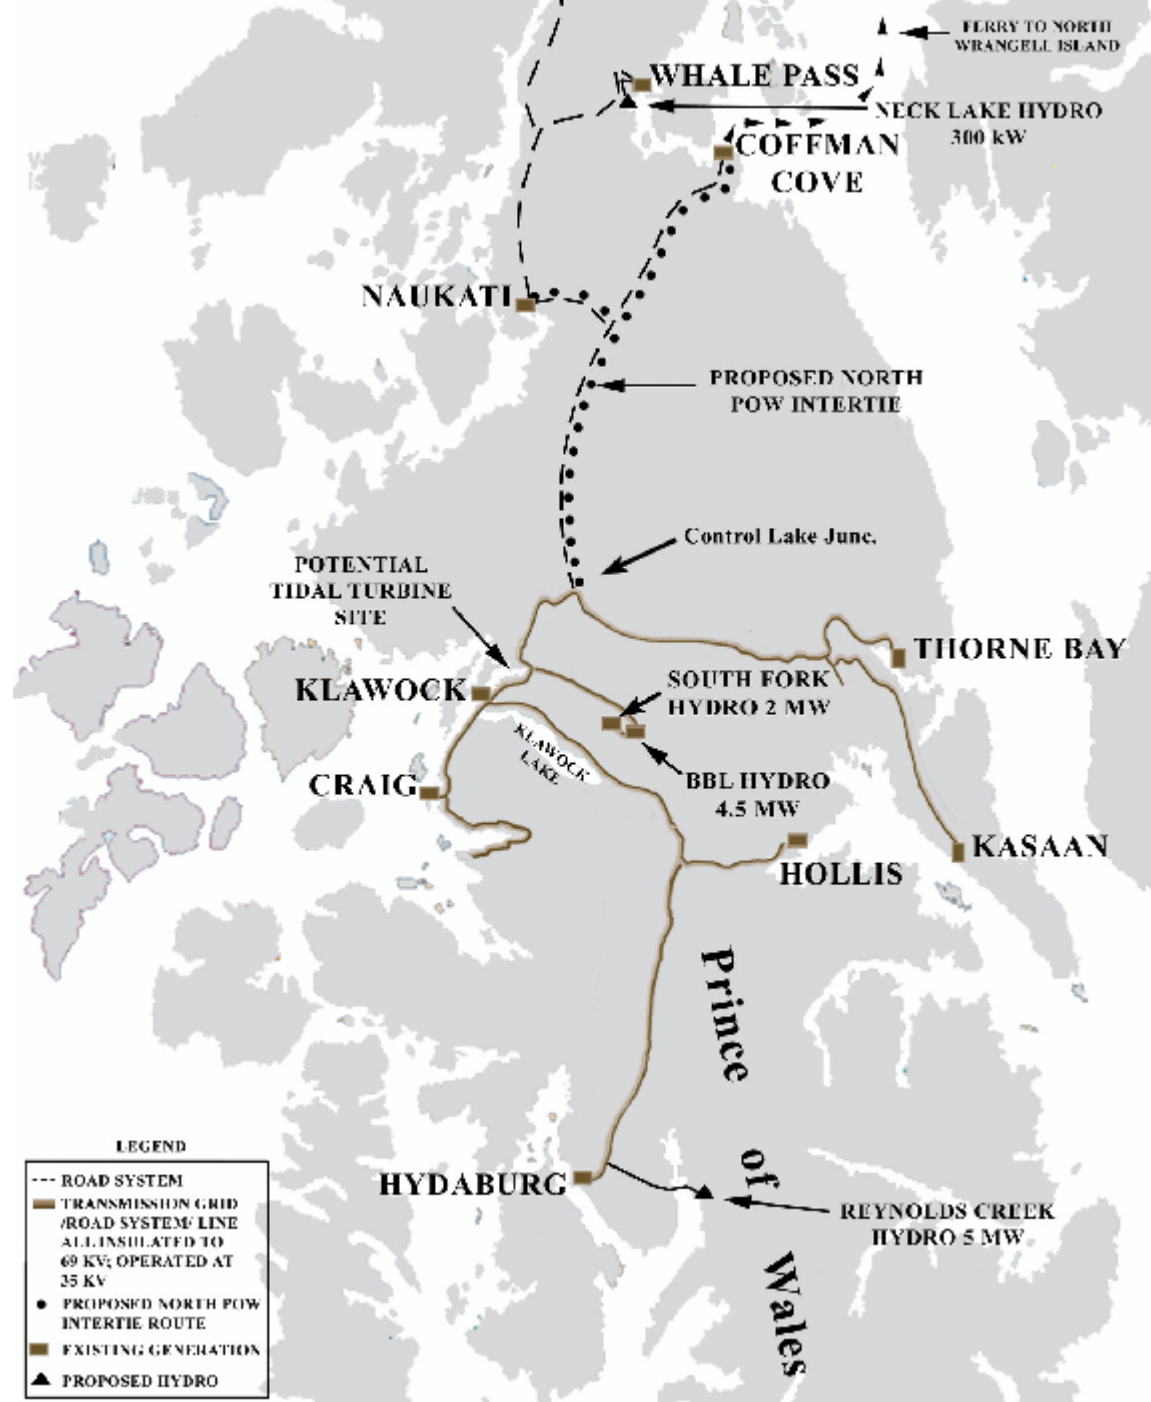 FERRY TO NORTH
WRANGELL ISLAND
WHALE PASS
NECK LAKE HYDRO
300 kW
COFFMAN
COVE
NAUKATI
PROPOSED NORTH
POW INTERTIE
Control Lake Junc.
POTENTIAL
TIDAL TURBINE
SITE
THORNE BAY
KLAWOCK
SOUTH FORK
HYDRO 2 MW
KLAWOCK
LAKE
BBL HYDRO
4.5 MW
CRAIG
KASAAN
HOLLIS
Prince
of
Wales
HYDABURG
REYNOLDS CREEK
HYDRO 5 MW
LEGEND
--- ROAD SYSTEM
TRANSMISSION GRID
/ROAD SYSTEM/ LINE
ALL INSULATED TO
69 KV; OPERATED AT
35 KV
PROPOSED NORTH POW
INTERTIE ROUTE
EXISTING GENERATION
PROPOSED HYDRO